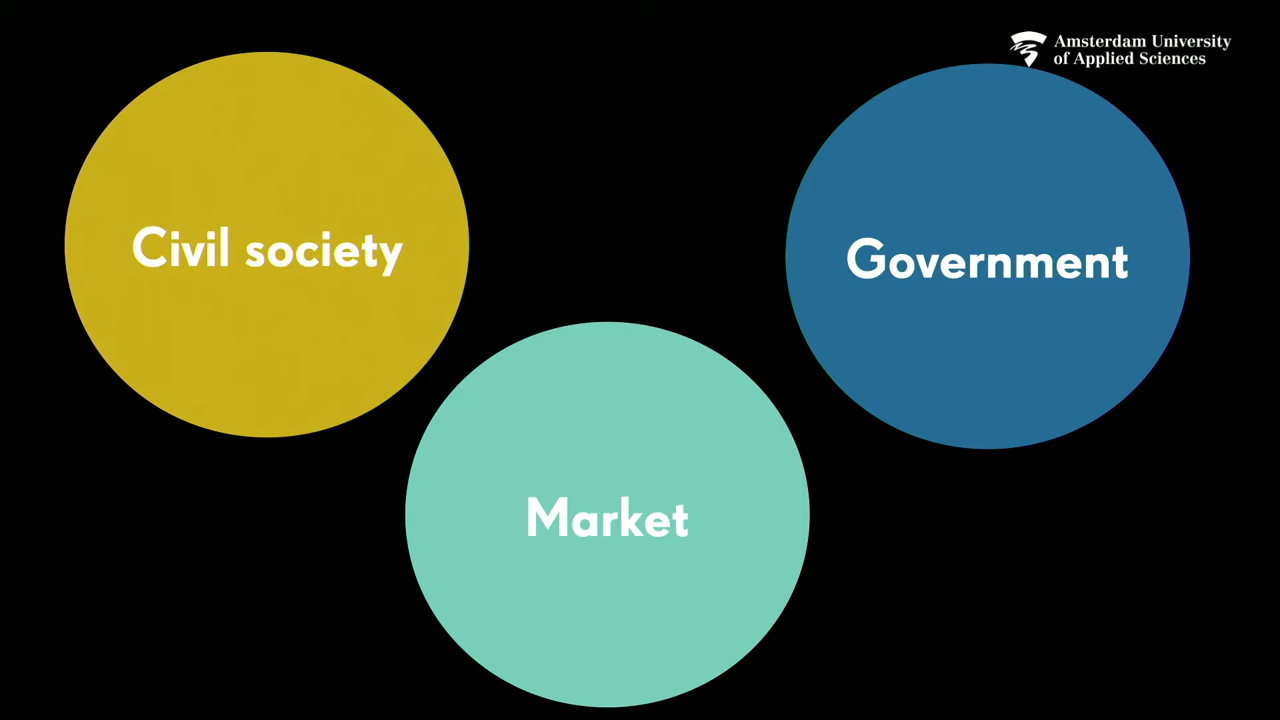 Amsterdam University
of Applied Sciences
Civil society
Government
Market